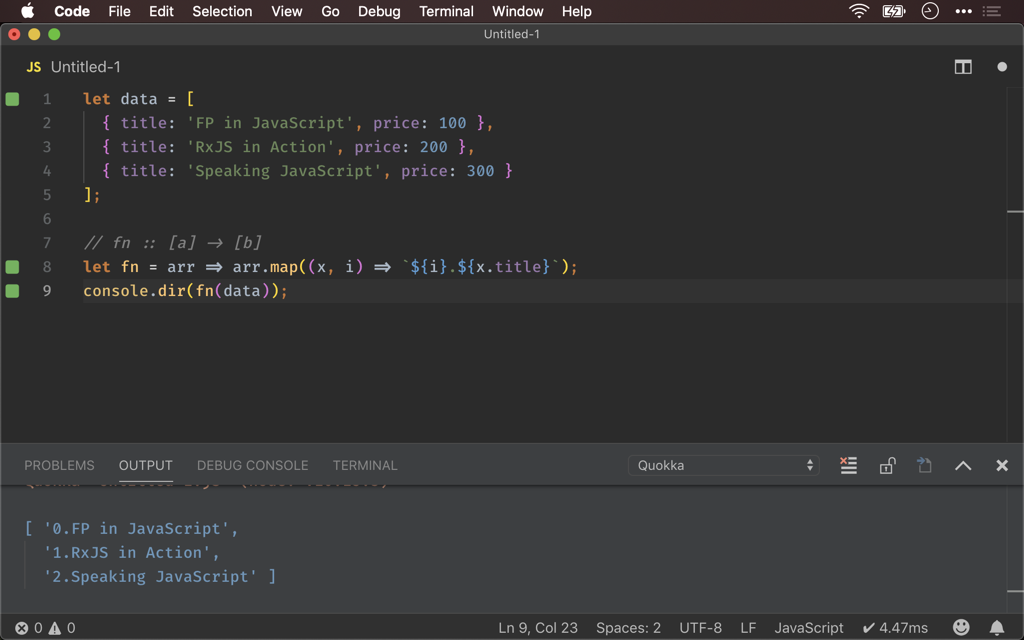 Code File Edit Selection View Go Debug Terminal Window Help
Untitled-1
JS Untitled-1
1 let data = [
2 { title: 'FP in JavaScript', price: 100 },
3 { title: 'RxJS in Action', price: 200 },
4 { title: 'Speaking JavaScript', price: 300 }
5 ];
6
7 // fn :: [a] → [b]
8 let fn = arr ⇒ arr.map((x, i) ⇒ `${i}.${x.title}`);
9 console.dir(fn(data));
PROBLEMS OUTPUT DEBUG CONSOLE TERMINAL Quokka
[ '0.FP in JavaScript',
'1.RxJS in Action',
'2.Speaking JavaScript' ]
0 0 Ln 9, Col 23 Spaces: 2 UTF-8 LF JavaScript ✔ 4.47ms